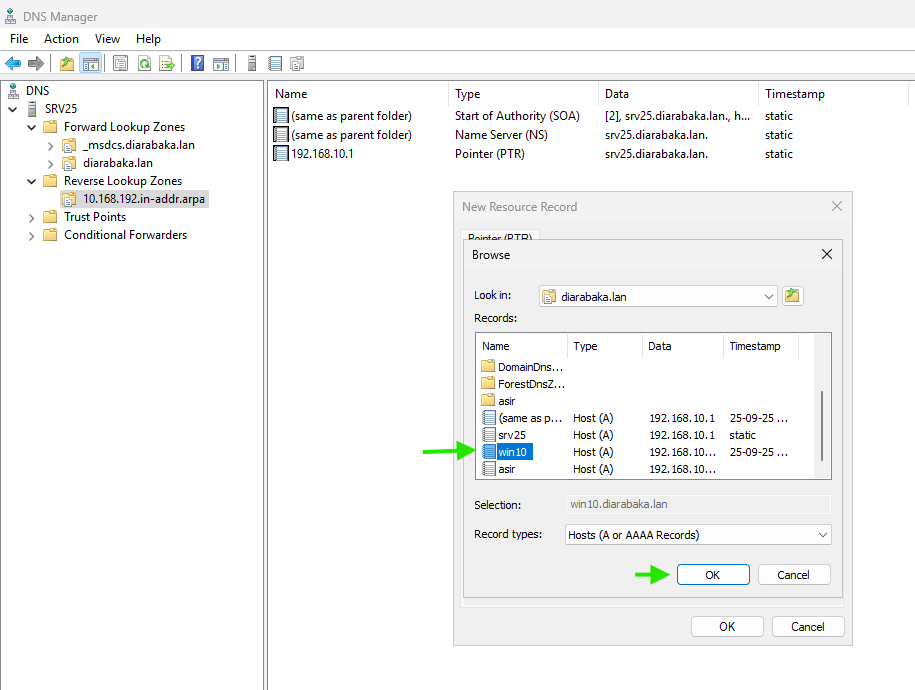 DNS Manager
File Action View Help
DNS
SRV25
Forward Lookup Zones
_msdcs.diarabaka.lan
diarabaka.lan
Reverse Lookup Zones
10.168.192.in-addr.arpa
Trust Points
Conditional Forwarders
Name Type Data Timestamp
(same as parent folder) Start of Authority (SOA) [2], srv25.diarabaka.lan., h... static
(same as parent folder) Name Server (NS) srv25.diarabaka.lan. static
192.168.10.1 Pointer (PTR) srv25.diarabaka.lan. static
New Resource Record
Pointer (PTR)
Browse
Look in: diarabaka.lan
Records:
Name Type Data Timestamp
DomainDns...
ForestDnsZ...
asir
(same as p... Host (A) 192.168.10.1 25-09-25 ...
srv25 Host (A) 192.168.10.1 static
win10 Host (A) 192.168.10... 25-09-25 ...
asir Host (A) 192.168.10...
Selection: win10.diarabaka.lan
Record types: Hosts (A or AAAA Records)
OK Cancel
OK Cancel